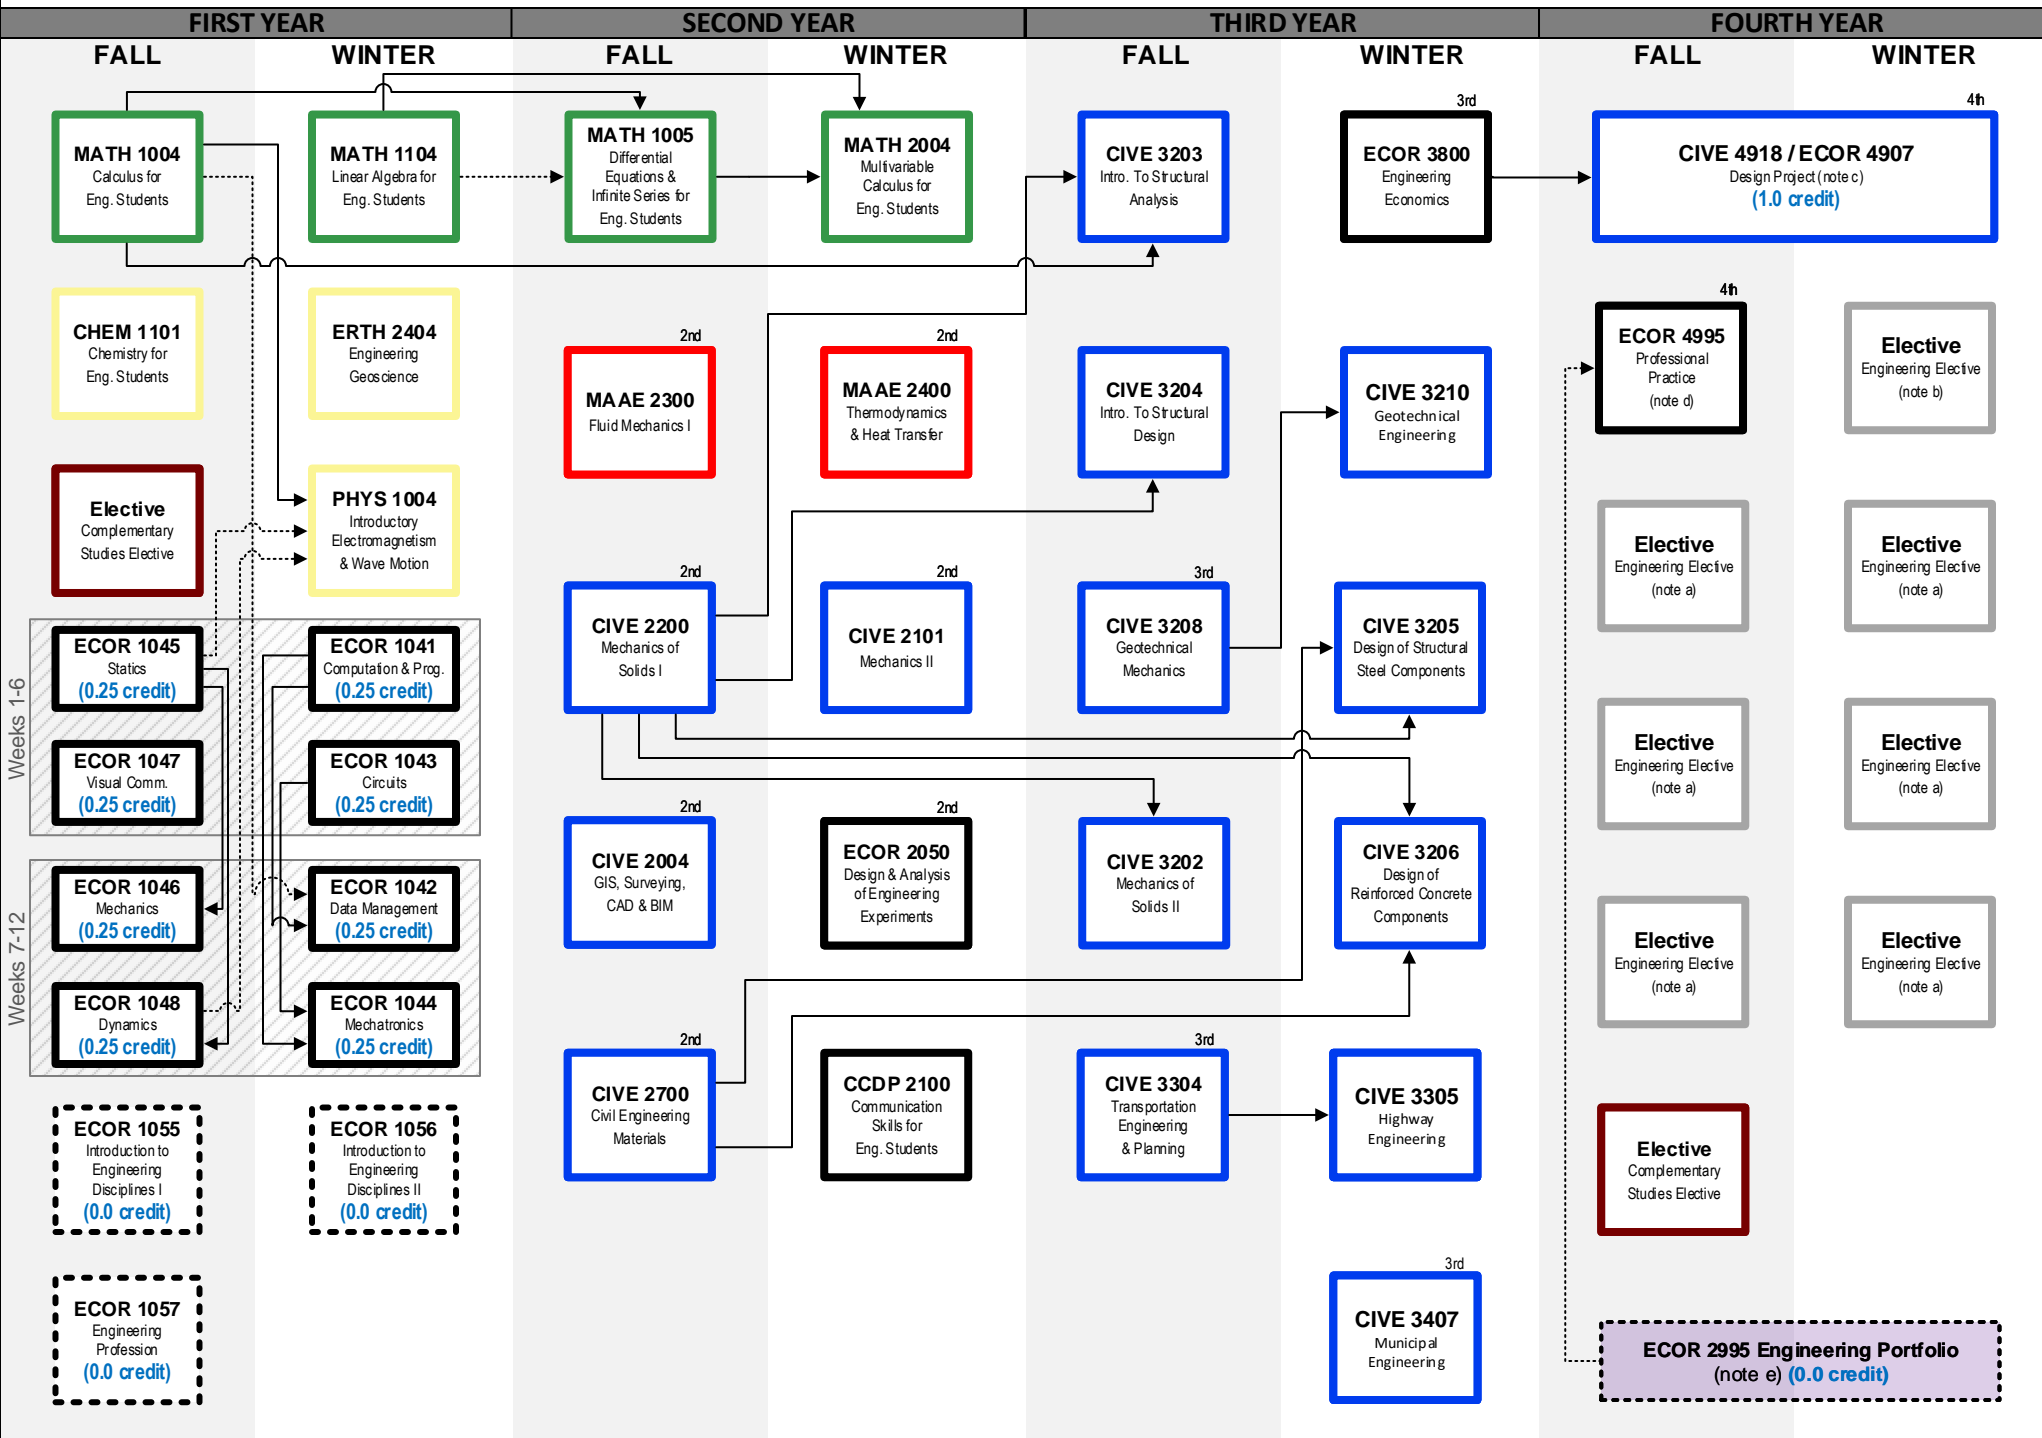 FIRST YEAR
SECOND YEAR
THIRD YEAR
FOURTH YEAR
FALL
WINTER
FALL
WINTER
FALL
WINTER
FALL
WINTER
MATH 1004
Calculus for
Eng. Students
MATH 1104
Linear Algebra for
Eng. Students
MATH 1005
Differential
Equations &
Infinite Series for
Eng. Students
MATH 2004
Multivariable
Calculus for
Eng. Students
CIVE 3203
Intro. To Structural
Analysis
3rd
ECOR 3800
Engineering
Economics
4th
CIVE 4918 / ECOR 4907
Design Project (note c)
(1.0 credit)
CHEM 1101
Chemistry for
Eng. Students
ERTH 2404
Engineering
Geoscience
2nd
MAAE 2300
Fluid Mechanics I
2nd
MAAE 2400
Thermodynamics
& Heat Transfer
CIVE 3204
Intro. To Structural
Design
CIVE 3210
Geotechnical
Engineering
4th
ECOR 4995
Professional
Practice
(note d)
Elective
Engineering Elective
(note b)
Elective
Complementary
Studies Elective
PHYS 1004
Introductory
Electromagnetism
& Wave Motion
Elective
Engineering Elective
(note a)
Elective
Engineering Elective
(note a)
Weeks 1-6
ECOR 1045
Statics
(0.25 credit)
ECOR 1041
Computation & Prog.
(0.25 credit)
ECOR 1047
Visual Comm.
(0.25 credit)
ECOR 1043
Circuits
(0.25 credit)
2nd
CIVE 2200
Mechanics of
Solids I
2nd
CIVE 2101
Mechanics II
3rd
CIVE 3208
Geotechnical
Mechanics
CIVE 3205
Design of Structural
Steel Components
Elective
Engineering Elective
(note a)
Elective
Engineering Elective
(note a)
Weeks 7-12
ECOR 1046
Mechanics
(0.25 credit)
ECOR 1042
Data Management
(0.25 credit)
ECOR 1048
Dynamics
(0.25 credit)
ECOR 1044
Mechatronics
(0.25 credit)
2nd
CIVE 2004
GIS, Surveying,
CAD & BIM
2nd
ECOR 2050
Design & Analysis
of Engineering
Experiments
CIVE 3202
Mechanics of
Solids II
CIVE 3206
Design of
Reinforced Concrete
Components
Elective
Engineering Elective
(note a)
Elective
Engineering Elective
(note a)
2nd
CIVE 2700
Civil Engineering
Materials
CCDP 2100
Communication
Skills for
Eng. Students
3rd
CIVE 3304
Transportation
Engineering
& Planning
CIVE 3305
Highway
Engineering
Elective
Complementary
Studies Elective
ECOR 1055
Introduction to
Engineering
Disciplines I
(0.0 credit)
ECOR 1056
Introduction to
Engineering
Disciplines II
(0.0 credit)
ECOR 1057
Engineering
Profession
(0.0 credit)
3rd
CIVE 3407
Municipal
Engineering
ECOR 2995 Engineering Portfolio
(note e) (0.0 credit)